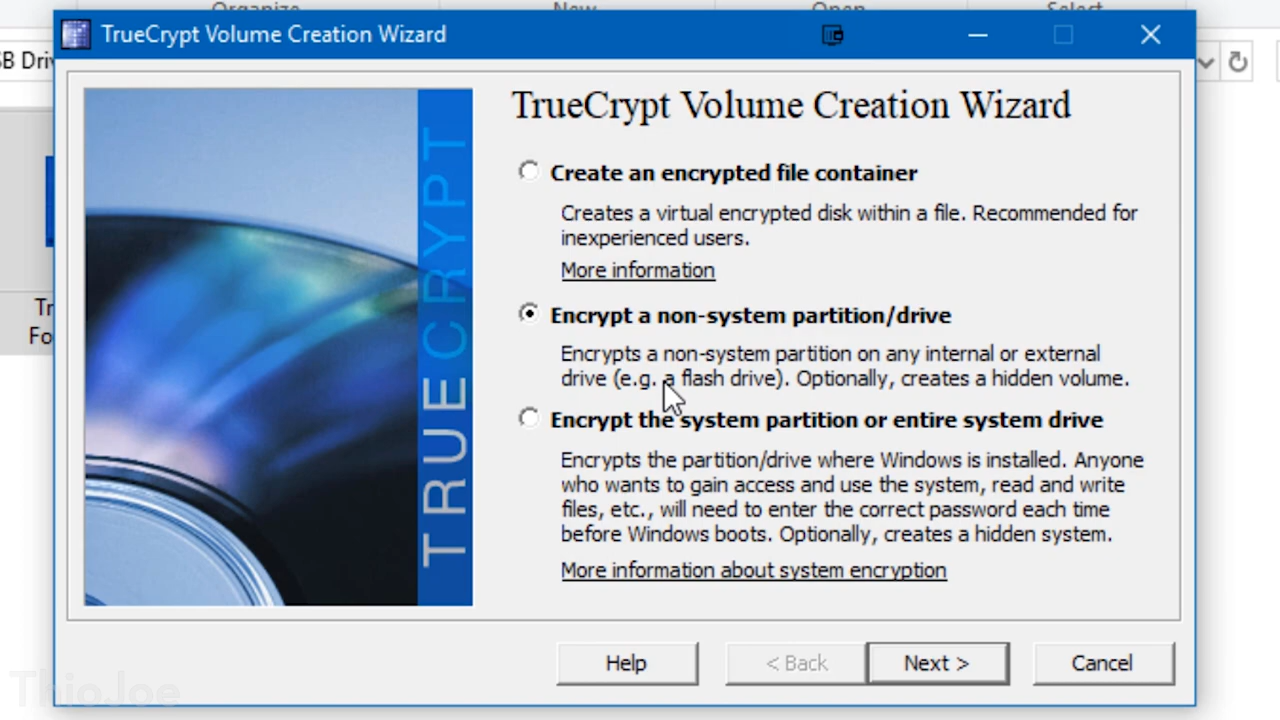 Organize New Open Select
TrueCrypt Volume Creation Wizard
TrueCrypt Volume Creation Wizard
Create an encrypted file container
Creates a virtual encrypted disk within a file. Recommended for
inexperienced users.
More information
Encrypt a non-system partition/drive
Encrypts a non-system partition on any internal or external
drive (e.g. a flash drive). Optionally, creates a hidden volume.
Encrypt the system partition or entire system drive
Encrypts the partition/drive where Windows is installed. Anyone
who wants to gain access and use the system, read and write
files, etc., will need to enter the correct password each time
before Windows boots. Optionally, creates a hidden system.
More information about system encryption
TRUECRYPT
Help < Back Next > Cancel
ThioJoe